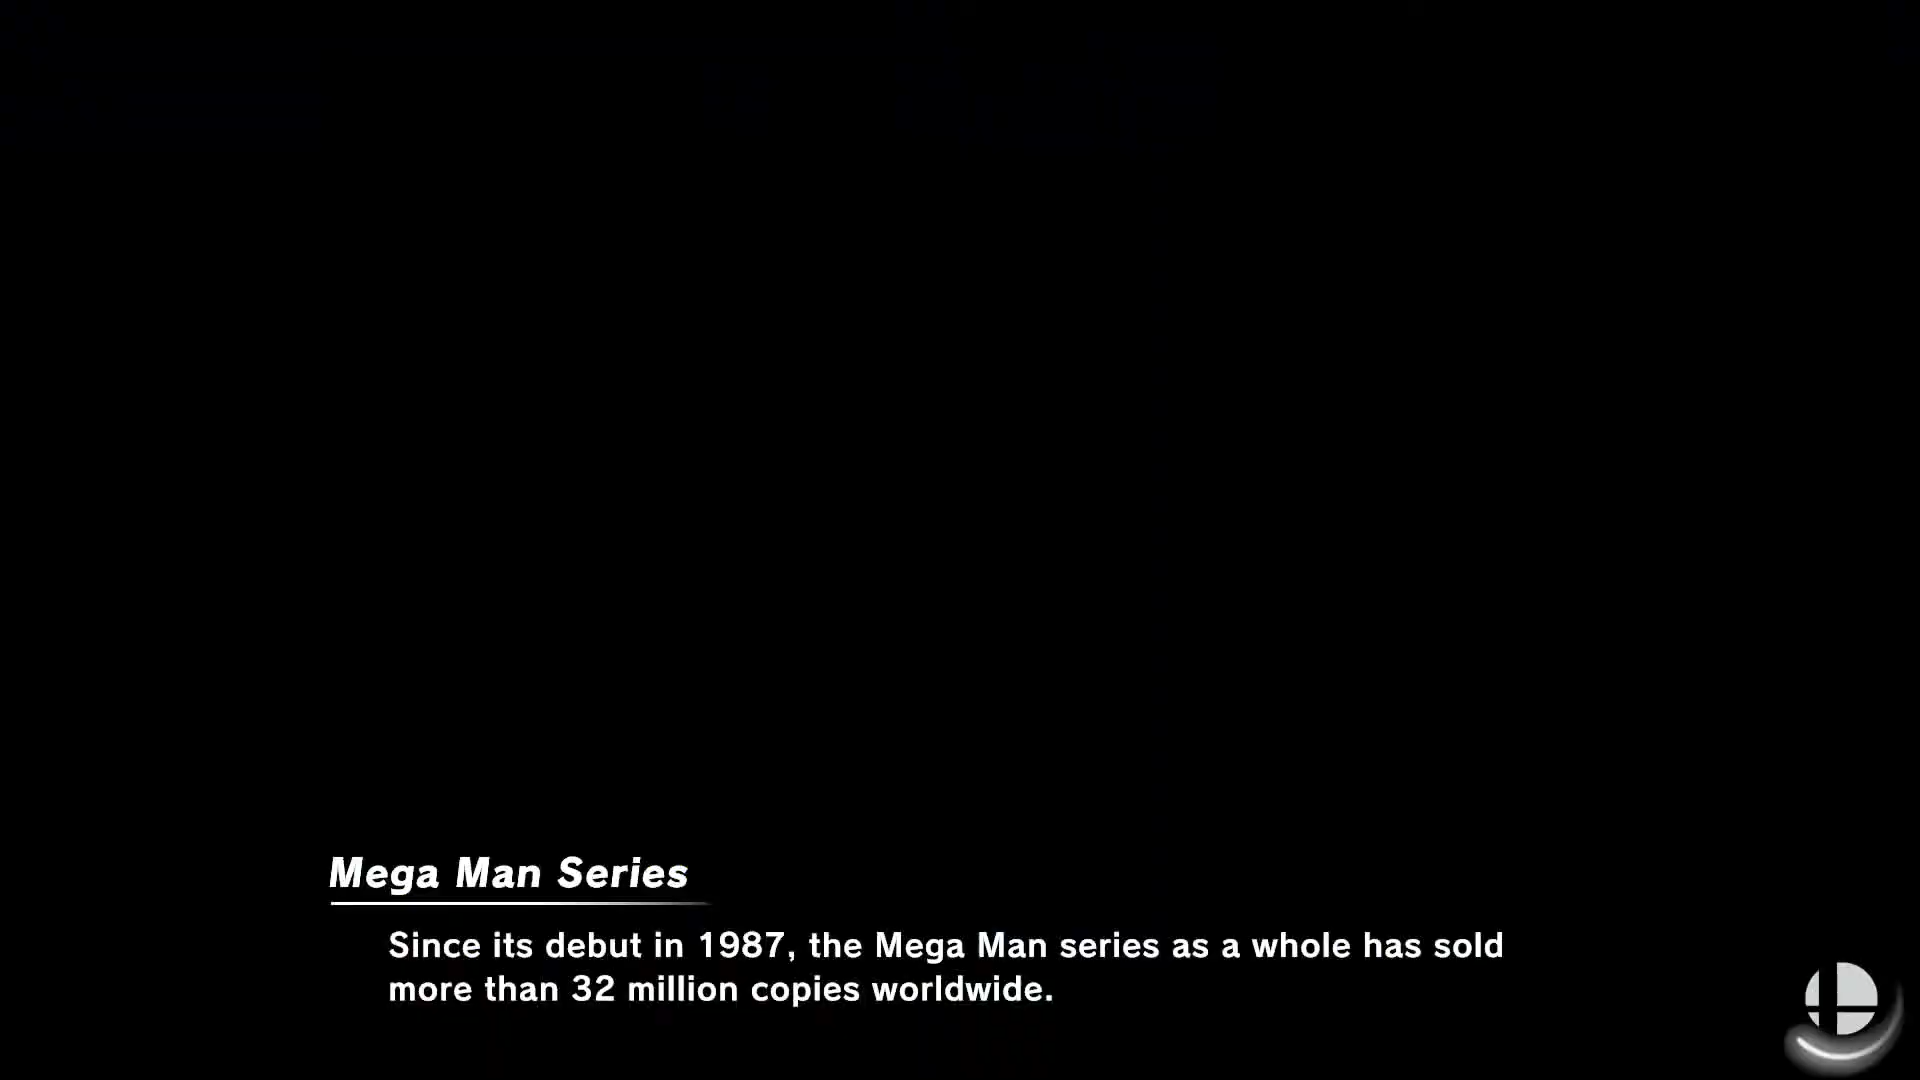 Mega Man Series
Since its debut in 1987, the Mega Man series as a whole has sold
more than 32 million copies worldwide.